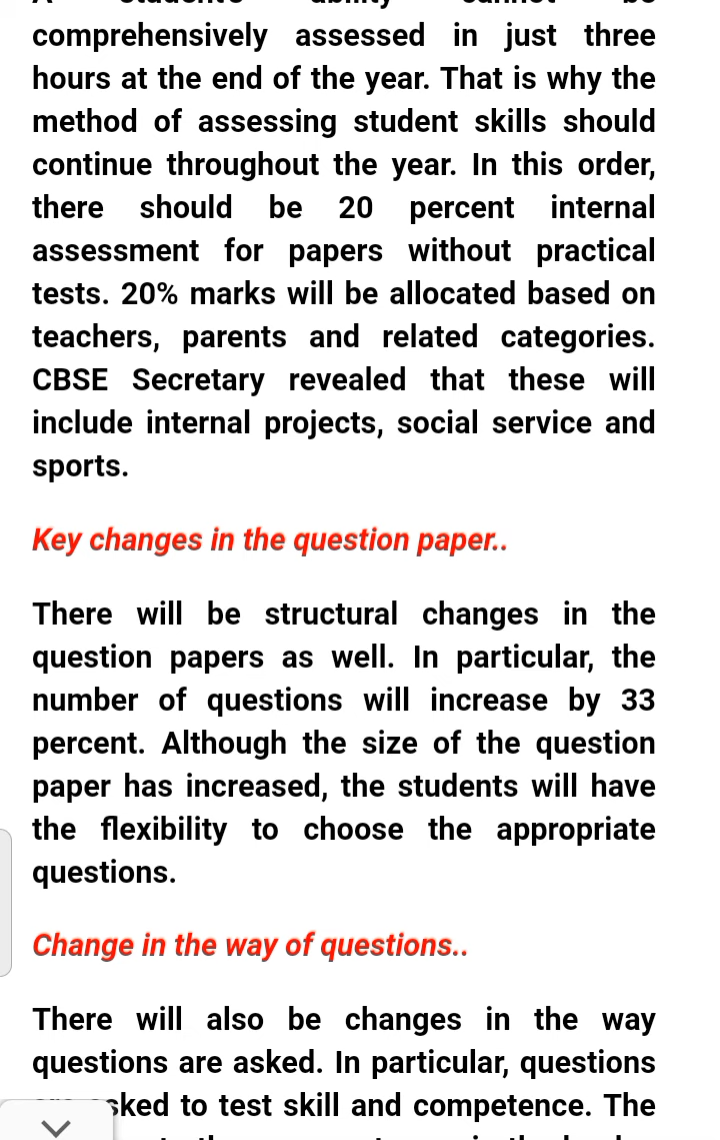 comprehensively assessed in just three
hours at the end of the year. That is why the
method of assessing student skills should
continue throughout the year. In this order,
there should be 20 percent internal
assessment for papers without practical
tests. 20% marks will be allocated based on
teachers, parents and related categories.
CBSE Secretary revealed that these will
include internal projects, social service and
sports.
Key changes in the question paper..
There will be structural changes in the
question papers as well. In particular, the
number of questions will increase by 33
percent. Although the size of the question
paper has increased, the students will have
the flexibility to choose the appropriate
questions.
Change in the way of questions..
There will also be changes in the way
questions are asked. In particular, questions
asked to test skill and competence. The